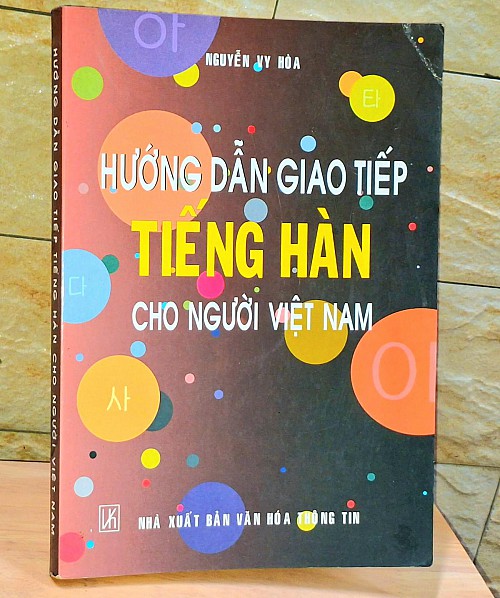 아
NGUYỄN VY HÒA
타
HƯỚNG DẪN GIAO TIẾP
TIẾNG HÀN
CHO NGƯỜI VIỆT NAM
다
아
사
NHÀ XUẤT BẢN VĂN HÓA THÔNG TIN
HƯỚNG DẪN GIAO TIẾP TIẾNG HÀN CHO NGƯỜI VIỆT NAM